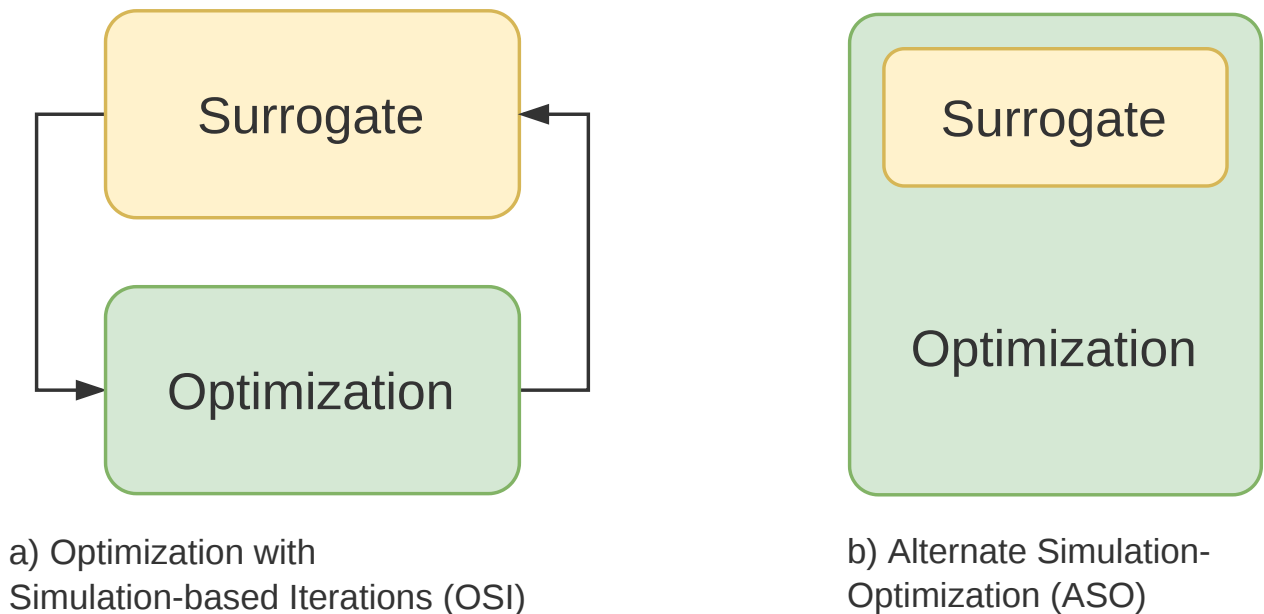 Surrogate
Optimization
a) Optimization with
Simulation-based Iterations (OSI)
Surrogate
Optimization
b) Alternate Simulation-
Optimization (ASO)